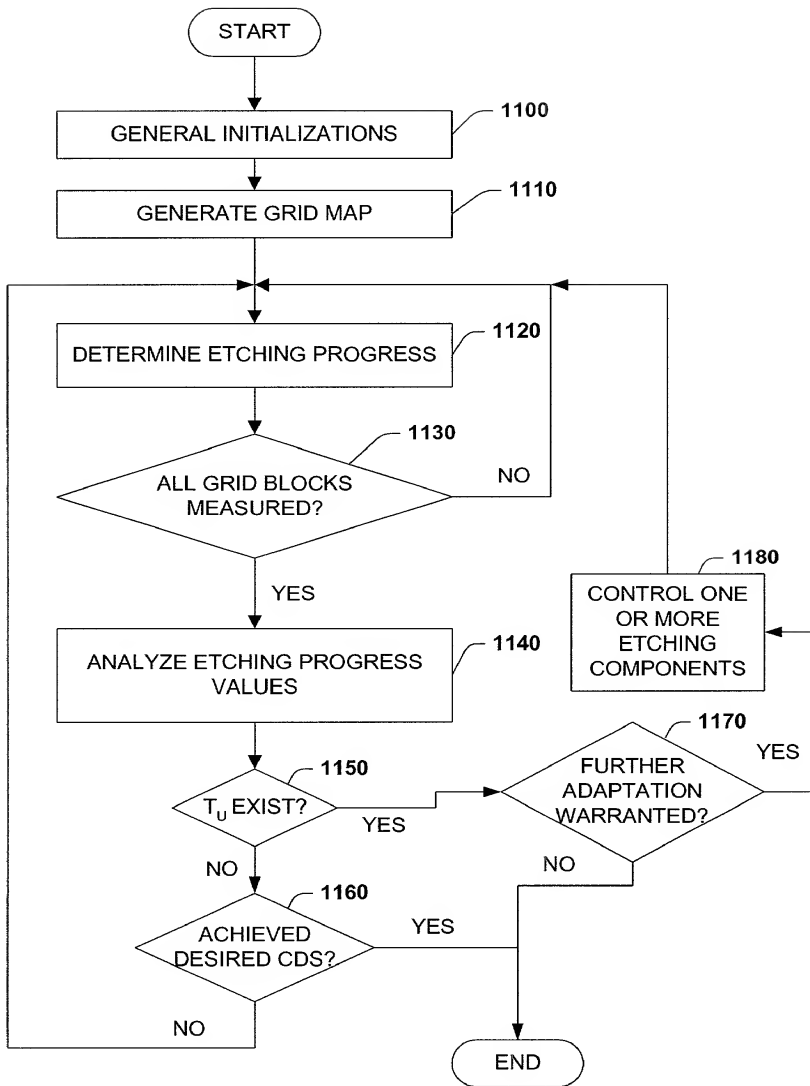 START
GENERAL INITIALIZATIONS
1100
GENERATE GRID MAP
1110
DETERMINE ETCHING PROGRESS
1120
ALL GRID BLOCKS
MEASURED?
1130
NO
YES
ANALYZE ETCHING PROGRESS
VALUES
1140
1180
CONTROL ONE
OR MORE
ETCHING
COMPONENTS
TU EXIST?
1150
YES
NO
1170
FURTHER
ADAPTATION
WARRANTED?
YES
NO
1160
ACHIEVED
DESIRED CDS?
YES
NO
END